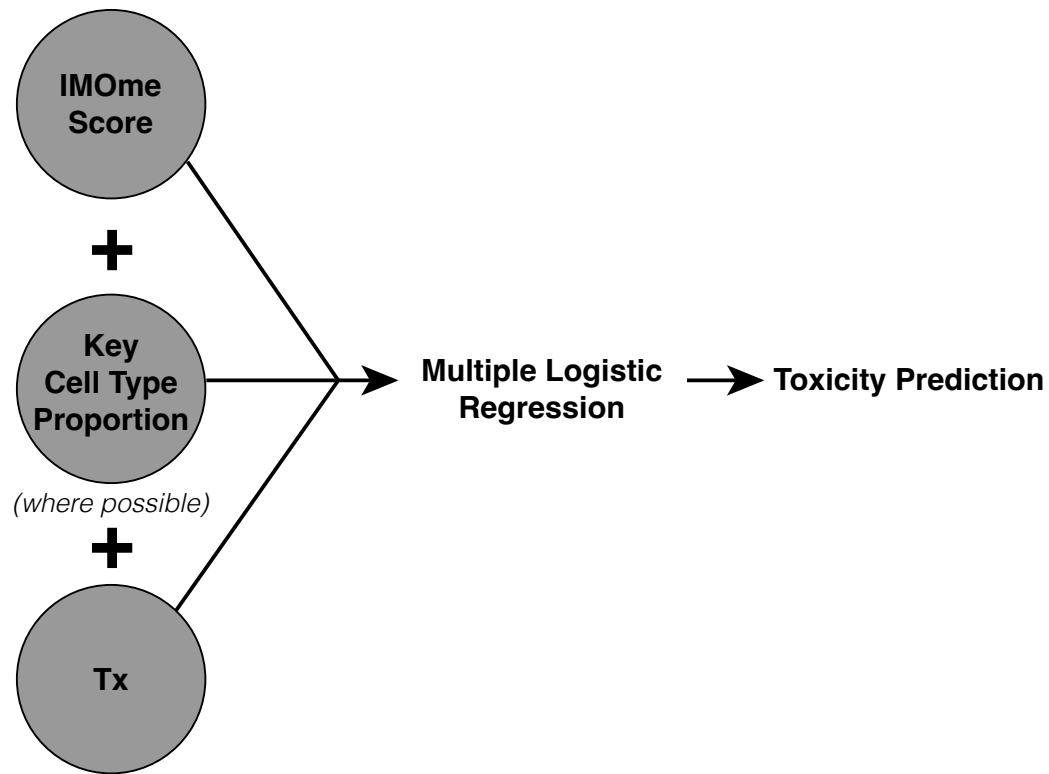 IMOme
Score
+
Key
Cell Type
Proportion
(where possible)
+
Tx
Multiple Logistic
Regression
Toxicity Prediction